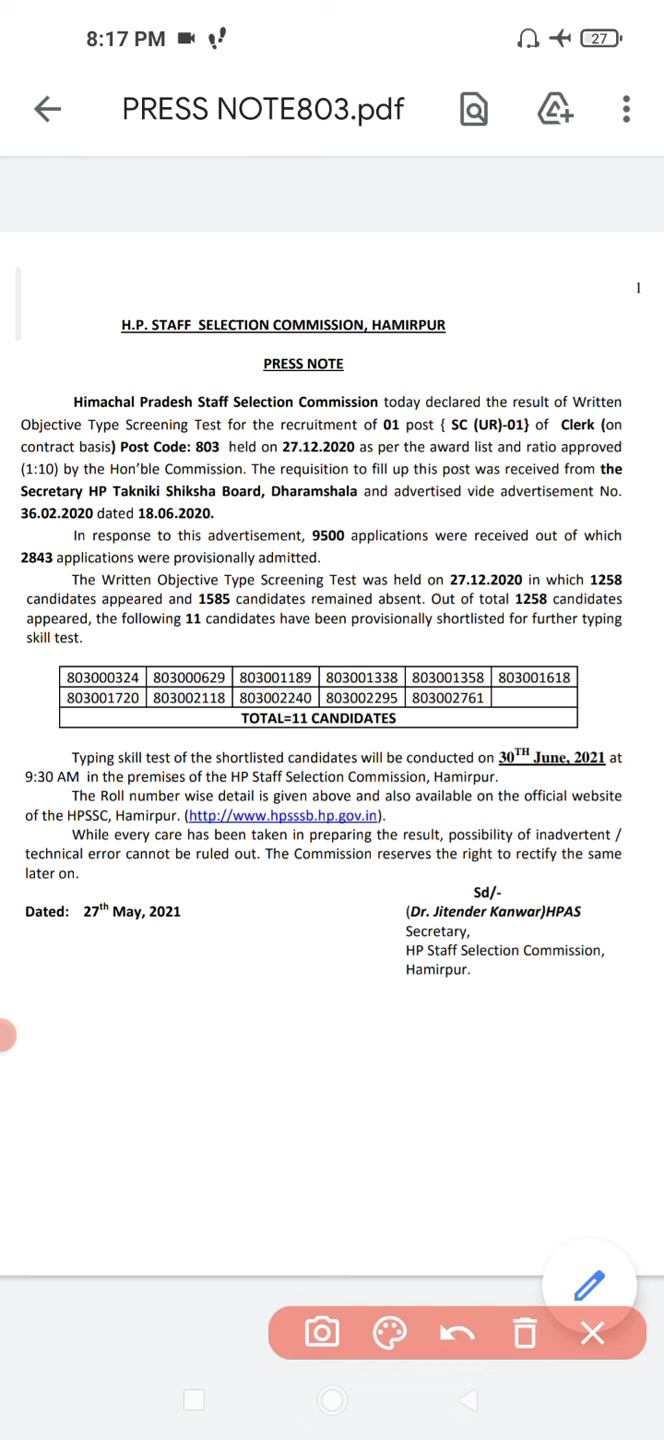 8:17 PM
27
PRESS NOTE803.pdf
1
H.P. STAFF SELECTION COMMISSION, HAMIRPUR
PRESS NOTE
Himachal Pradesh Staff Selection Commission today declared the result of Written
Objective Type Screening Test for the recruitment of 01 post { SC (UR)-01} of Clerk (on
contract basis) Post Code: 803 held on 27.12.2020 as per the award list and ratio approved
(1:10) by the Hon'ble Commission. The requisition to fill up this post was received from the
Secretary HP Takniki Shiksha Board, Dharamshala and advertised vide advertisement No.
36.02.2020 dated 18.06.2020.
In response to this advertisement, 9500 applications were received out of which
2843 applications were provisionally admitted.
The Written Objective Type Screening Test was held on 27.12.2020 in which 1258
candidates appeared and 1585 candidates remained absent. Out of total 1258 candidates
appeared, the following 11 candidates have been provisionally shortlisted for further typing
skill test.
803000324 803000629 803001189 803001338 803001358 803001618
803001720 803002118 803002240 803002295 803002761
TOTAL=11 CANDIDATES
Typing skill test of the shortlisted candidates will be conducted on 30TH June, 2021 at
9:30 AM in the premises of the HP Staff Selection Commission, Hamirpur.
The Roll number wise detail is given above and also available on the official website
of the HPSSC, Hamirpur. (http://www.hpsssb.hp.gov.in).
While every care has been taken in preparing the result, possibility of inadvertent /
technical error cannot be ruled out. The Commission reserves the right to rectify the same
later on.
Sd/-
Dated: 27th May, 2021 (Dr. Jitender Kanwar)HPAS
Secretary,
HP Staff Selection Commission,
Hamirpur.